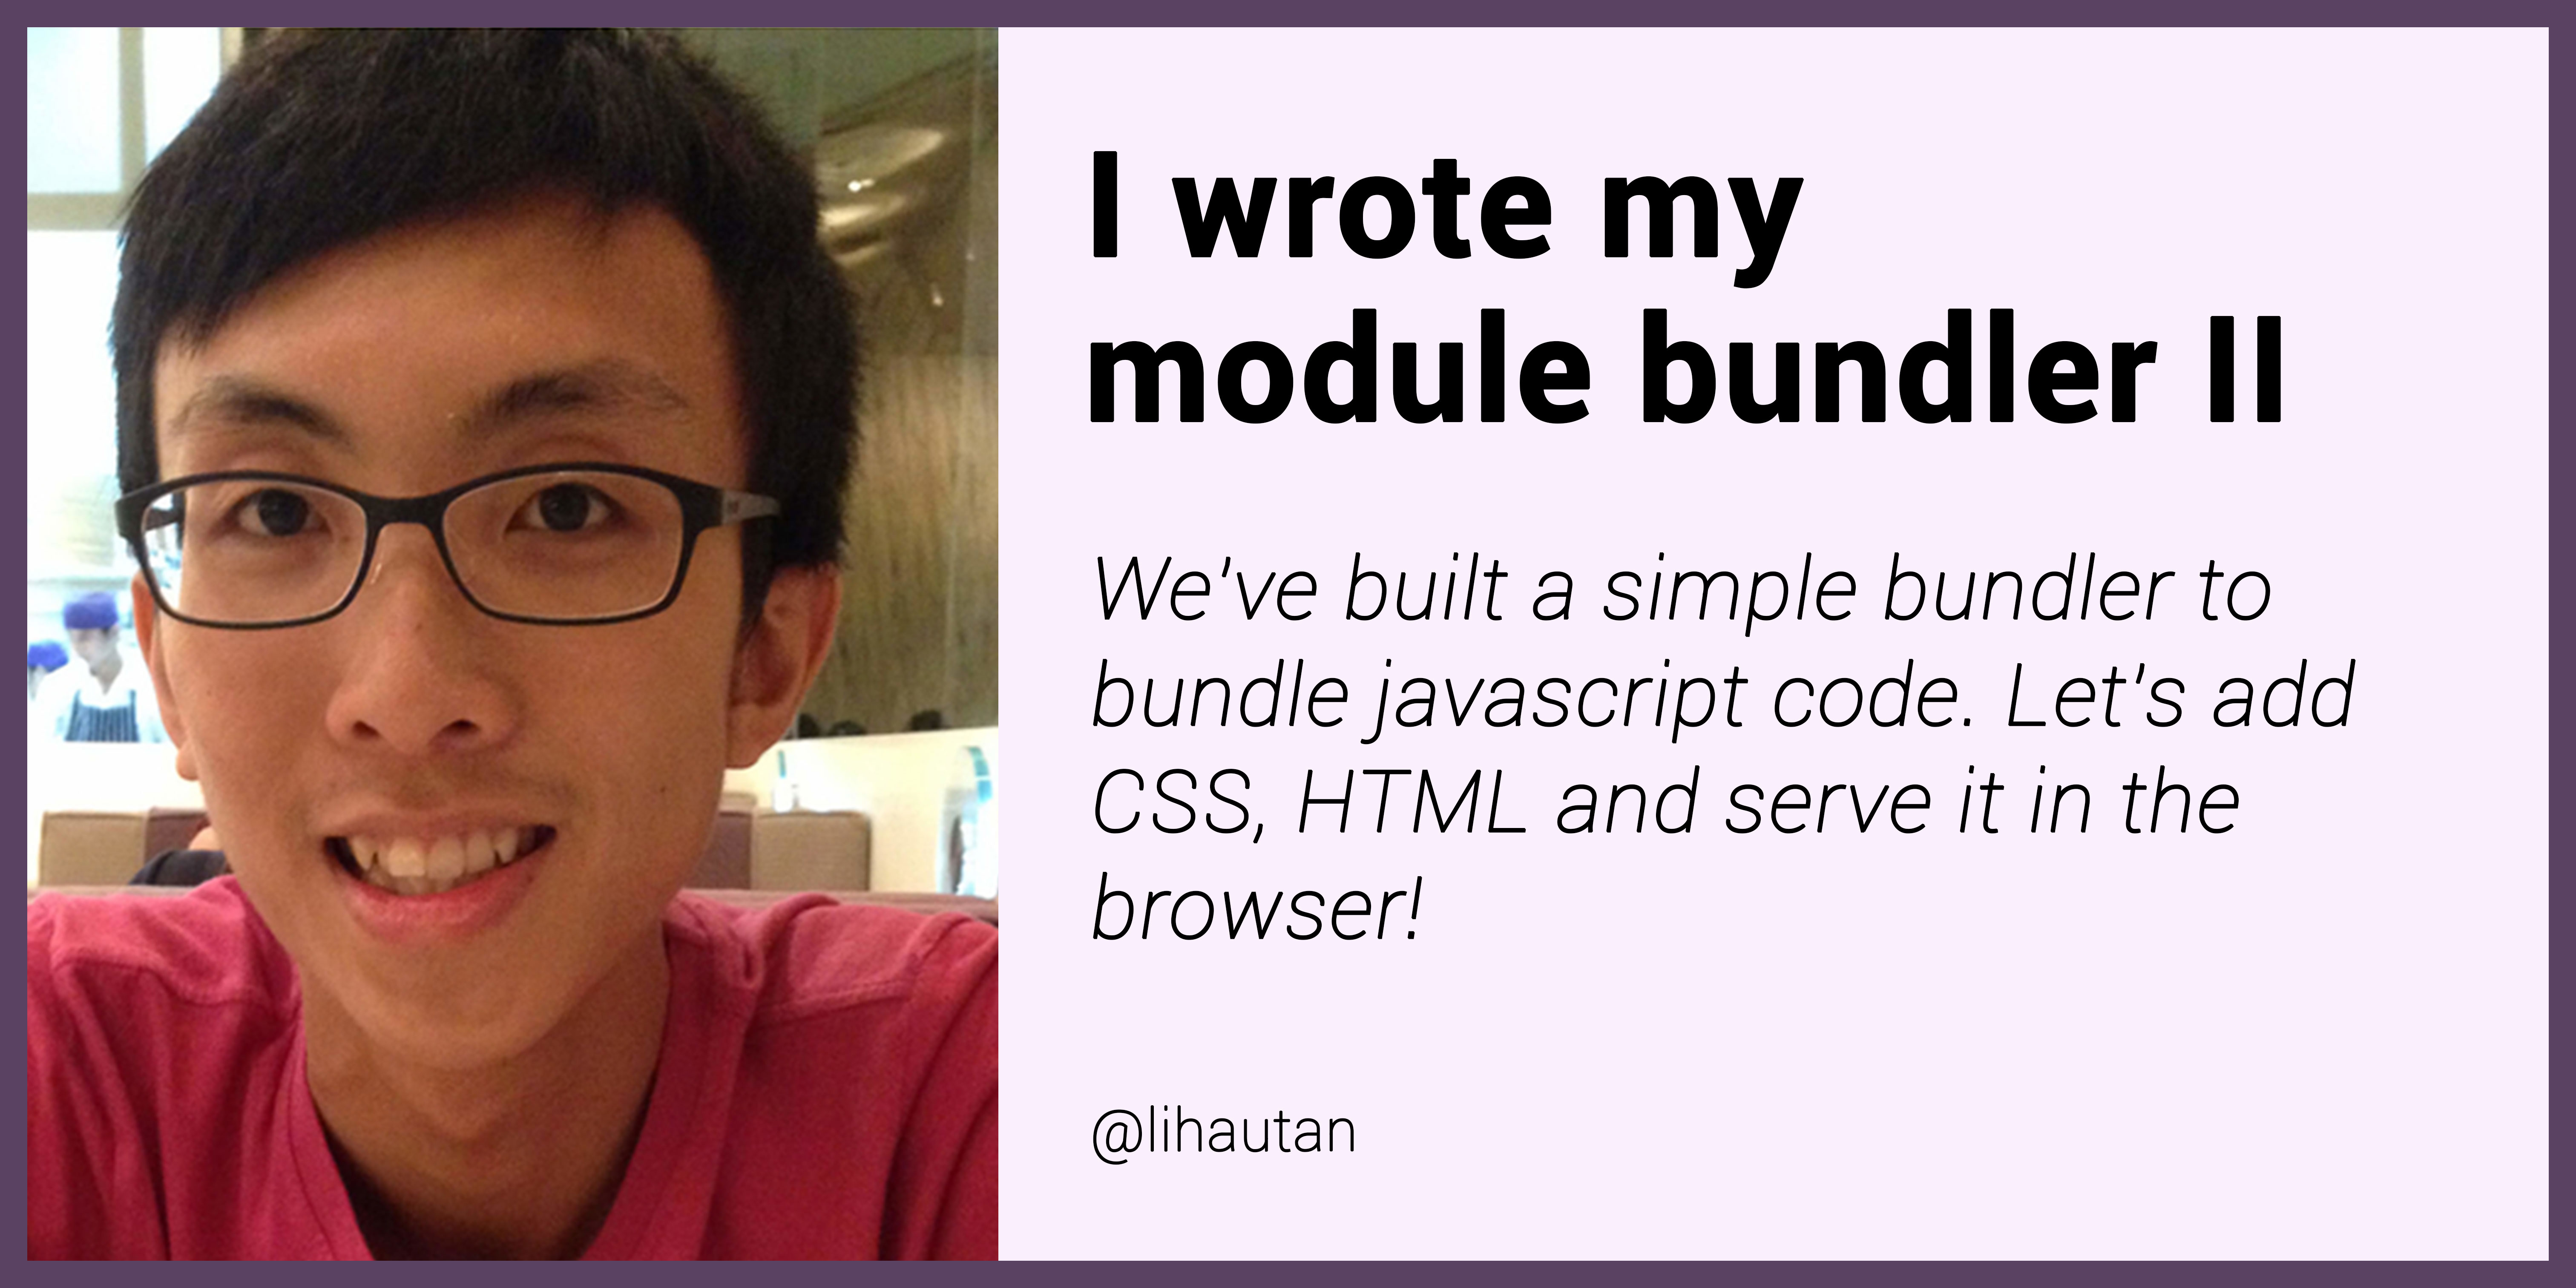 I wrote my
module bundler II
We've built a simple bundler to
bundle javascript code. Let's add
CSS, HTML and serve it in the
browser!
@lihautan